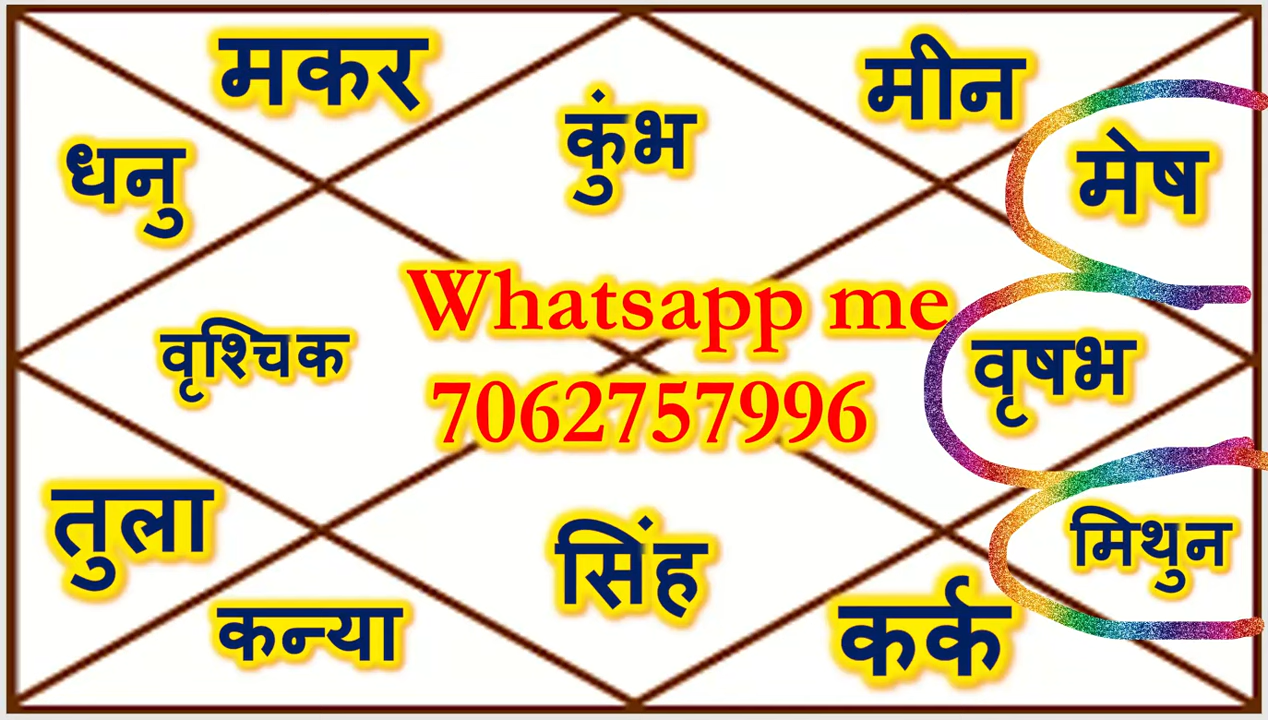 मकर
मीन
कुंभ
धनु
मेष
Whatsapp me
वृश्चिक
वृषभ
7062757996
तुला
सिंह
मिथुन
कन्या
कर्क